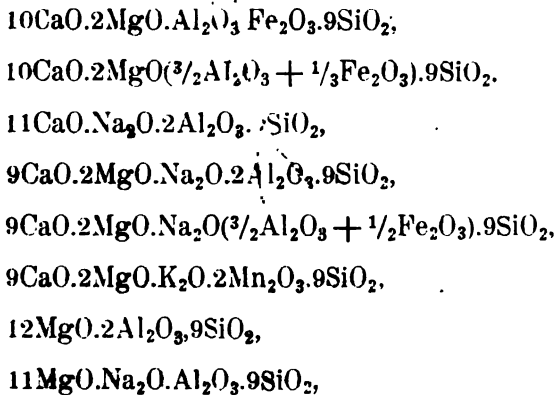 10CaO.2MgO.Al₂O₃ Fe₂O₃.9SiO₂,
10CaO.2MgO(³/₂Al₂O₃ + ¹/₃Fe₂O₃).9SiO₂.
11CaO.Na₂O.2Al₂O₃. SiO₂,
9CaO.2MgO.Na₂O.2Al₂O₃.9SiO₂,
9CaO.2MgO.Na₂O(³/₂Al₂O₃ + ¹/₂Fe₂O₃).9SiO₂,
9CaO.2MgO.K₂O.2Mn₂O₃.9SiO₂,
12MgO.2Al₂O₃,9SiO₂,
11MgO.Na₂O.Al₂O₃.9SiO₂,